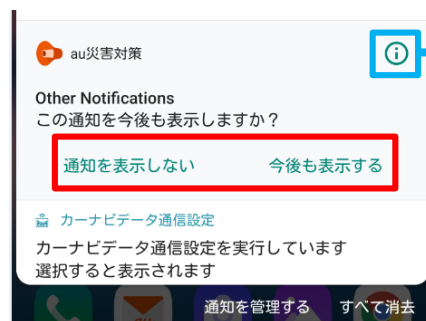 au災害対策
Other Notifications
この通知を今後も表示しますか？
通知を表示しない 今後も表示する
カーナビデータ通信設定
カーナビデータ通信設定を実行しています
選択すると表示されます
通知を管理する すべて消去